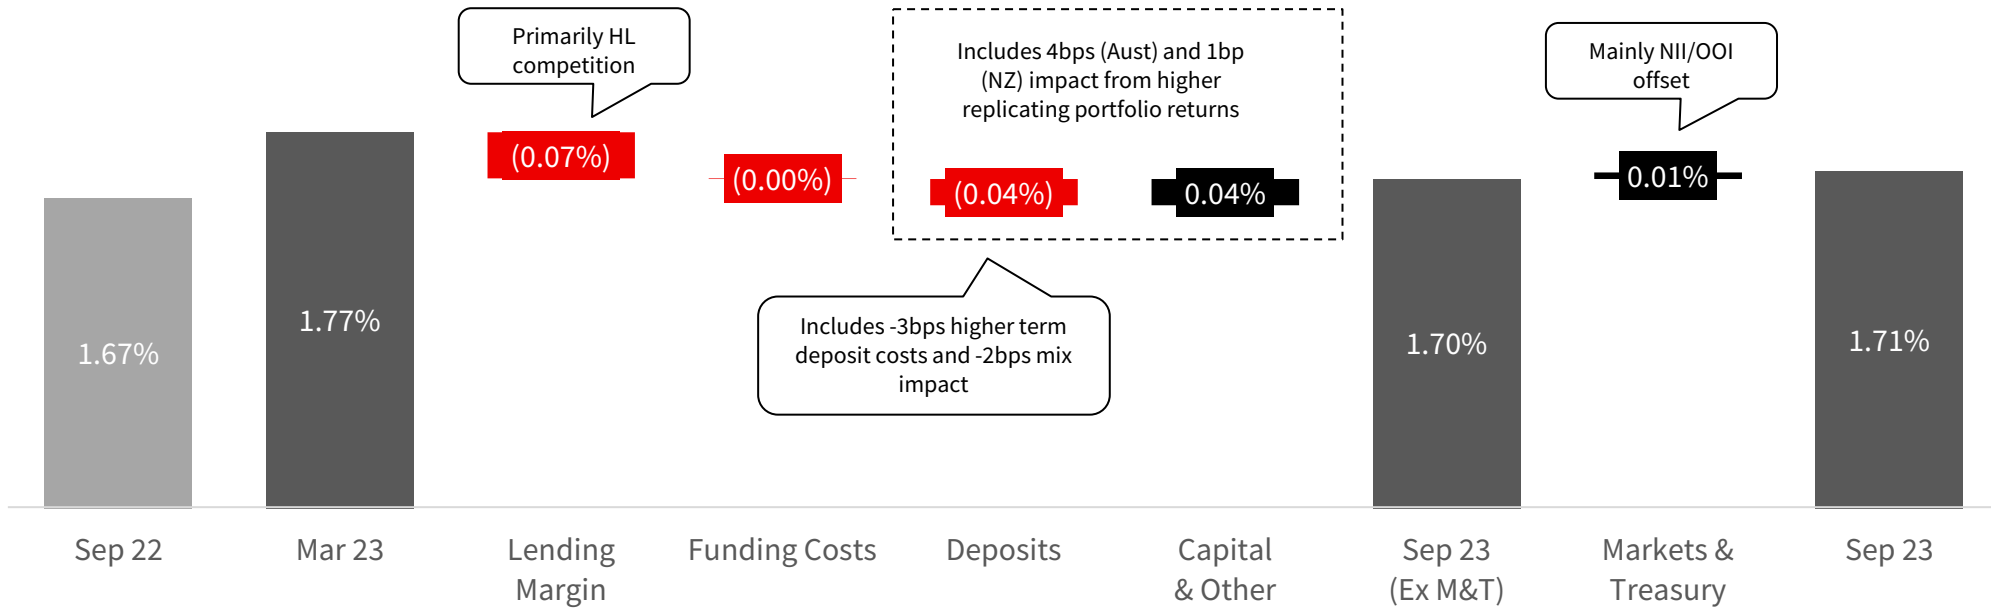 Primarily HL
competition
Includes 4bps (Aust) and 1bp
(NZ) impact from higher
replicating portfolio returns
Mainly NII/OOI
offset
(0.07%)
(0.00%)
(0.04%)
0.04%
0.01%
1.67%
1.77%
Includes -3bps higher term
deposit costs and -2bps mix
impact
1.70%
1.71%
Sep 22
Mar 23
Lending
Margin
Funding Costs
Deposits
Capital
& Other
Sep 23
(Ex M&T)
Markets &
Treasury
Sep 23